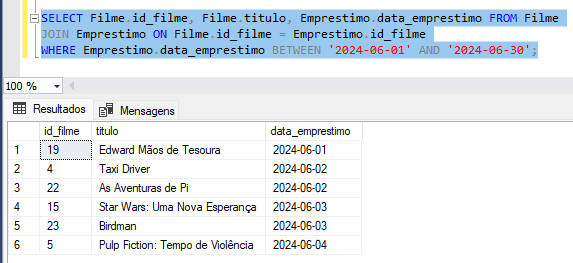 SELECT Filme.id_filme, Filme.titulo, Emprestimo.data_emprestimo FROM Filme
JOIN Emprestimo ON Filme.id_filme = Emprestimo.id_filme
WHERE Emprestimo.data_emprestimo BETWEEN '2024-06-01' AND '2024-06-30';
100 %
Resultados Mensagens
id_filme titulo data_emprestimo
1 19 Edward Mãos de Tesoura 2024-06-01
2 4 Taxi Driver 2024-06-02
3 22 As Aventuras de Pi 2024-06-02
4 15 Star Wars: Uma Nova Esperança 2024-06-03
5 23 Birdman 2024-06-03
6 5 Pulp Fiction: Tempo de Violência 2024-06-04